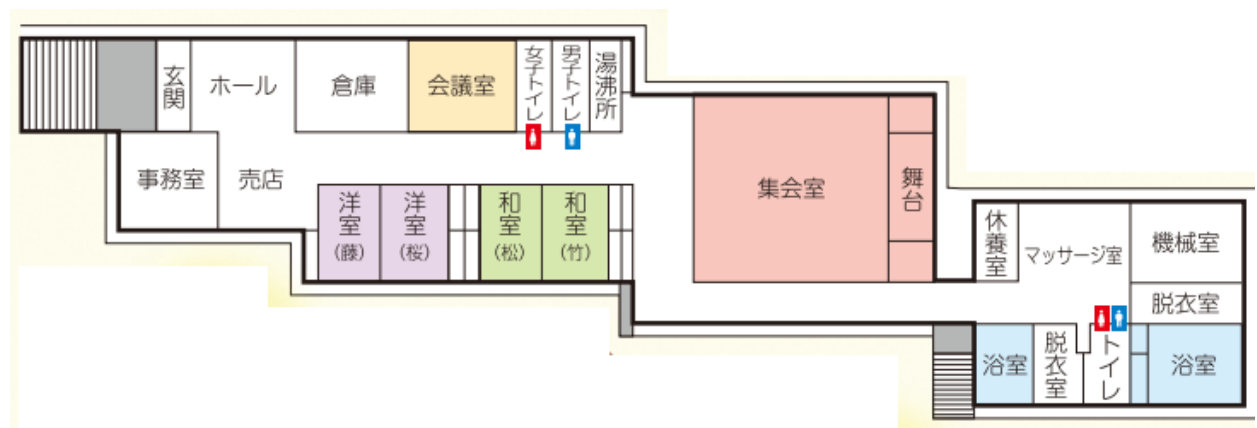 玄関
ホール
倉庫
会議室
女子トイレ
男子トイレ
湯沸所
事務室
売店
洋室
(藤)
洋室
(桜)
和室
(松)
和室
(竹)
集会室
舞台
休養室
マッサージ室
機械室
脱衣室
浴室
脱衣室
トイレ
浴室